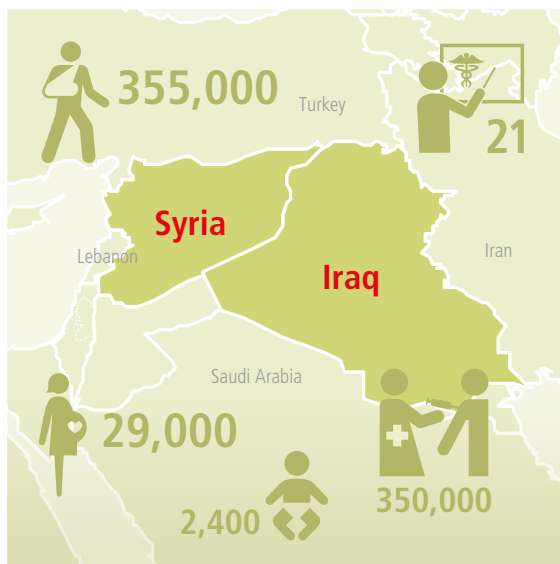 355,000
Turkey
21
Syria
Lebanon
Iran
Iraq
Saudi Arabia
29,000
350,000
2,400